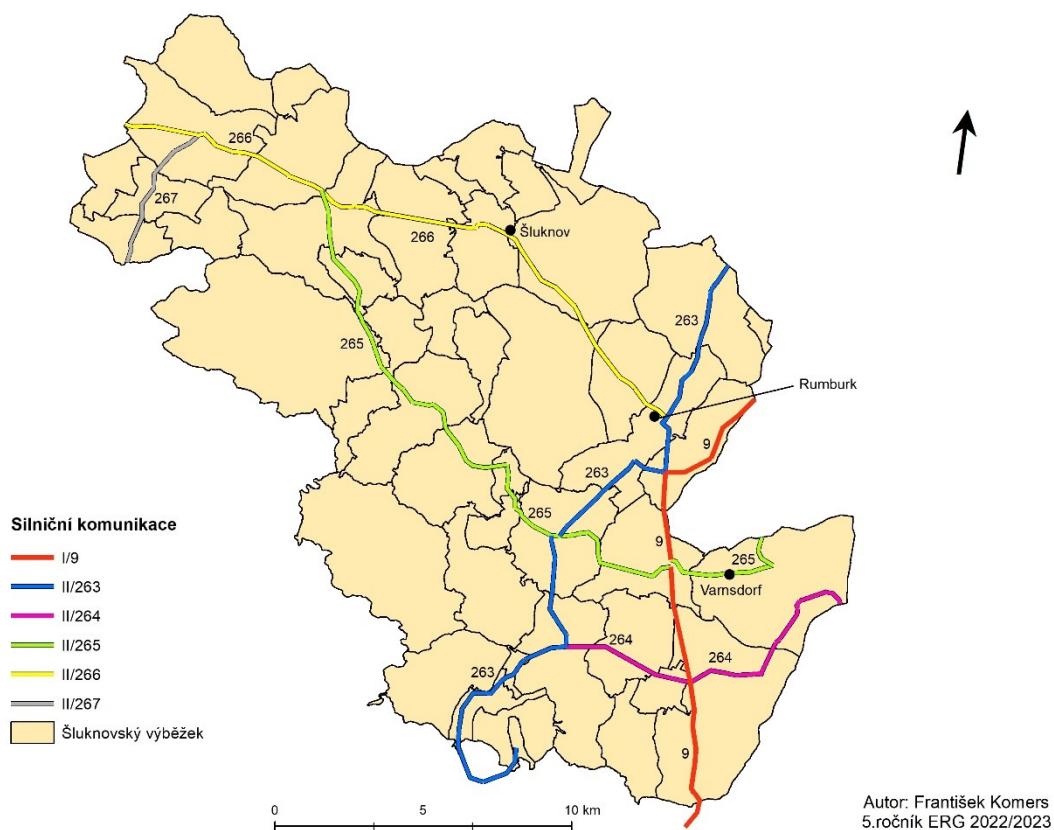 266
267
266
Šluknov
263
265
Rumburk
9
263
265
9
265
Varnsdorf
264
264
263
9
Silniční komunikace
I/9
II/263
II/264
II/265
II/266
II/267
Šluknovský výběžek
0 5 10 km
Autor: František Komers
5.ročník ERG 2022/2023